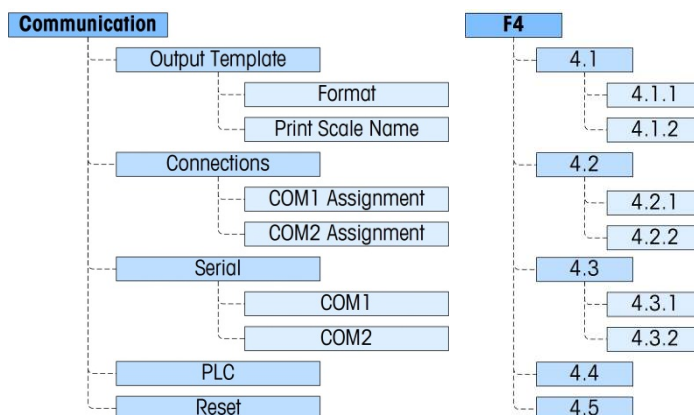 Communication F4
Output Template 4.1
Format 4.1.1
Print Scale Name 4.1.2
Connections 4.2
COM1 Assignment 4.2.1
COM2 Assignment 4.2.2
Serial 4.3
COM1 4.3.1
COM2 4.3.2
PLC 4.4
Reset 4.5